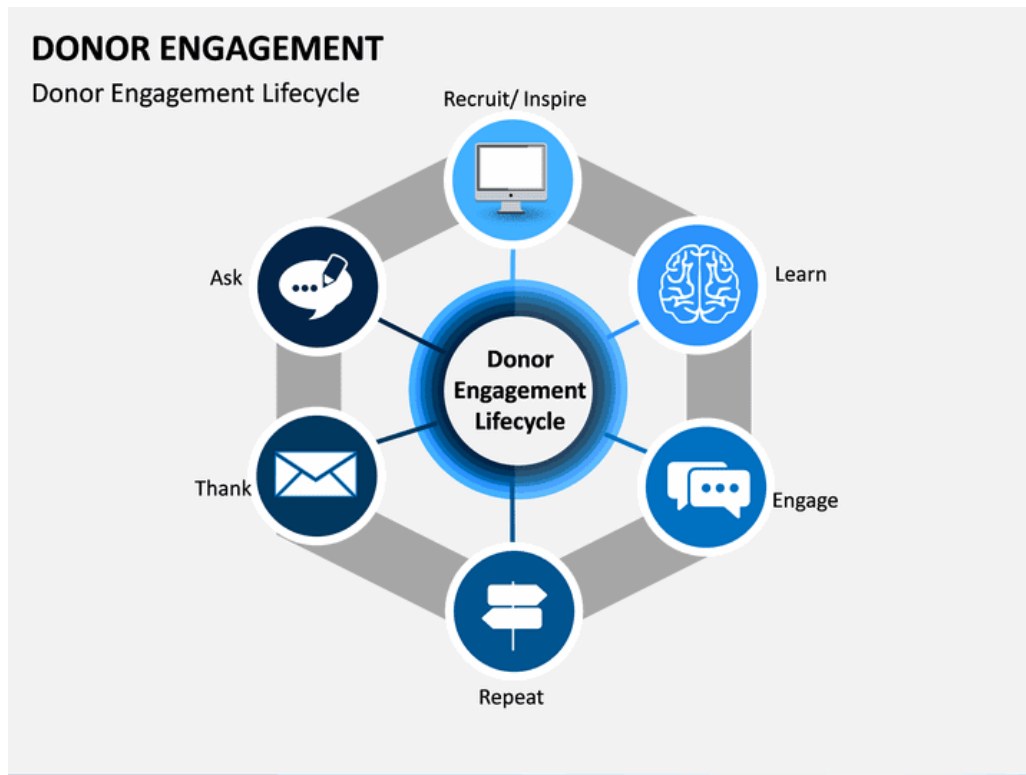 DONOR ENGAGEMENT
Donor Engagement Lifecycle
Recruit/ Inspire
Ask
Learn
Donor
Engagement
Lifecycle
Thank
Engage
Repeat